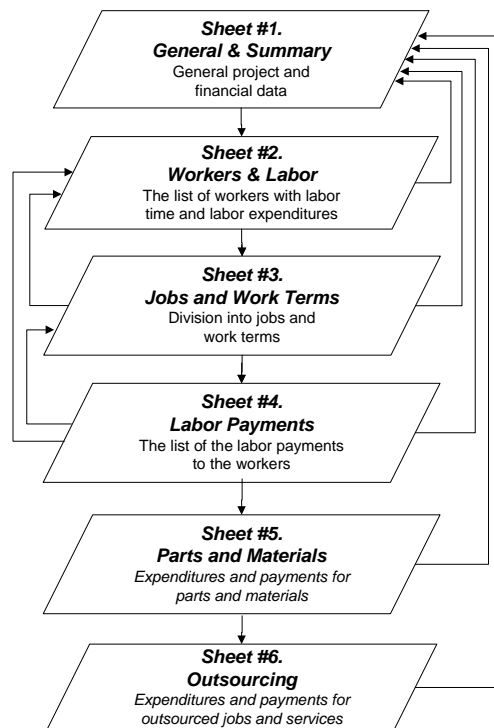 Sheet #1.
General & Summary
General project and
financial data
Sheet #2.
Workers & Labor
The list of workers with labor
time and labor expenditures
Sheet #3.
Jobs and Work Terms
Division into jobs and
work terms
Sheet #4.
Labor Payments
The list of the labor payments
to the workers
Sheet #5.
Parts and Materials
Expenditures and payments for
parts and materials
Sheet #6.
Outsourcing
Expenditures and payments for
outsourced jobs and services